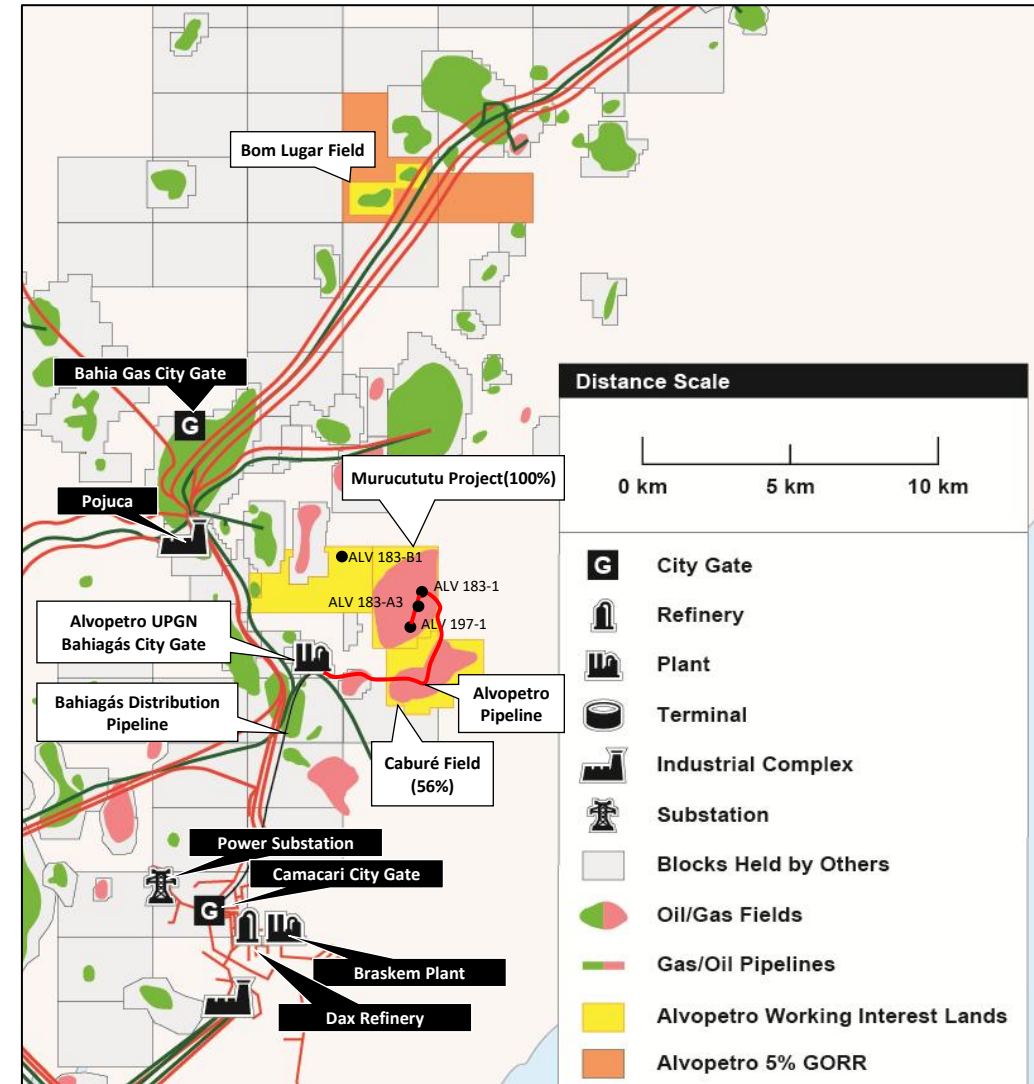 Bom Lugar Field
Bahia Gas City Gate
G
Pojuca
Murucututu Project(100%)
ALV 183-B1
ALV 183-1
ALV 183-A3
ALV 197-1
Alvopetro UPGN
Bahiagás City Gate
Bahiagás Distribution
Pipeline
Alvopetro
Pipeline
Caburé Field
(56%)
Power Substation
Camacari City Gate
G
Braskem Plant
Dax Refinery
Distance Scale
0 km
5 km
10 km
G
City Gate
Refinery
Plant
Terminal
Industrial Complex
Substation
Blocks Held by Others
Oil/Gas Fields
Gas/Oil Pipelines
Alvopetro Working Interest Lands
Alvopetro 5% GORR